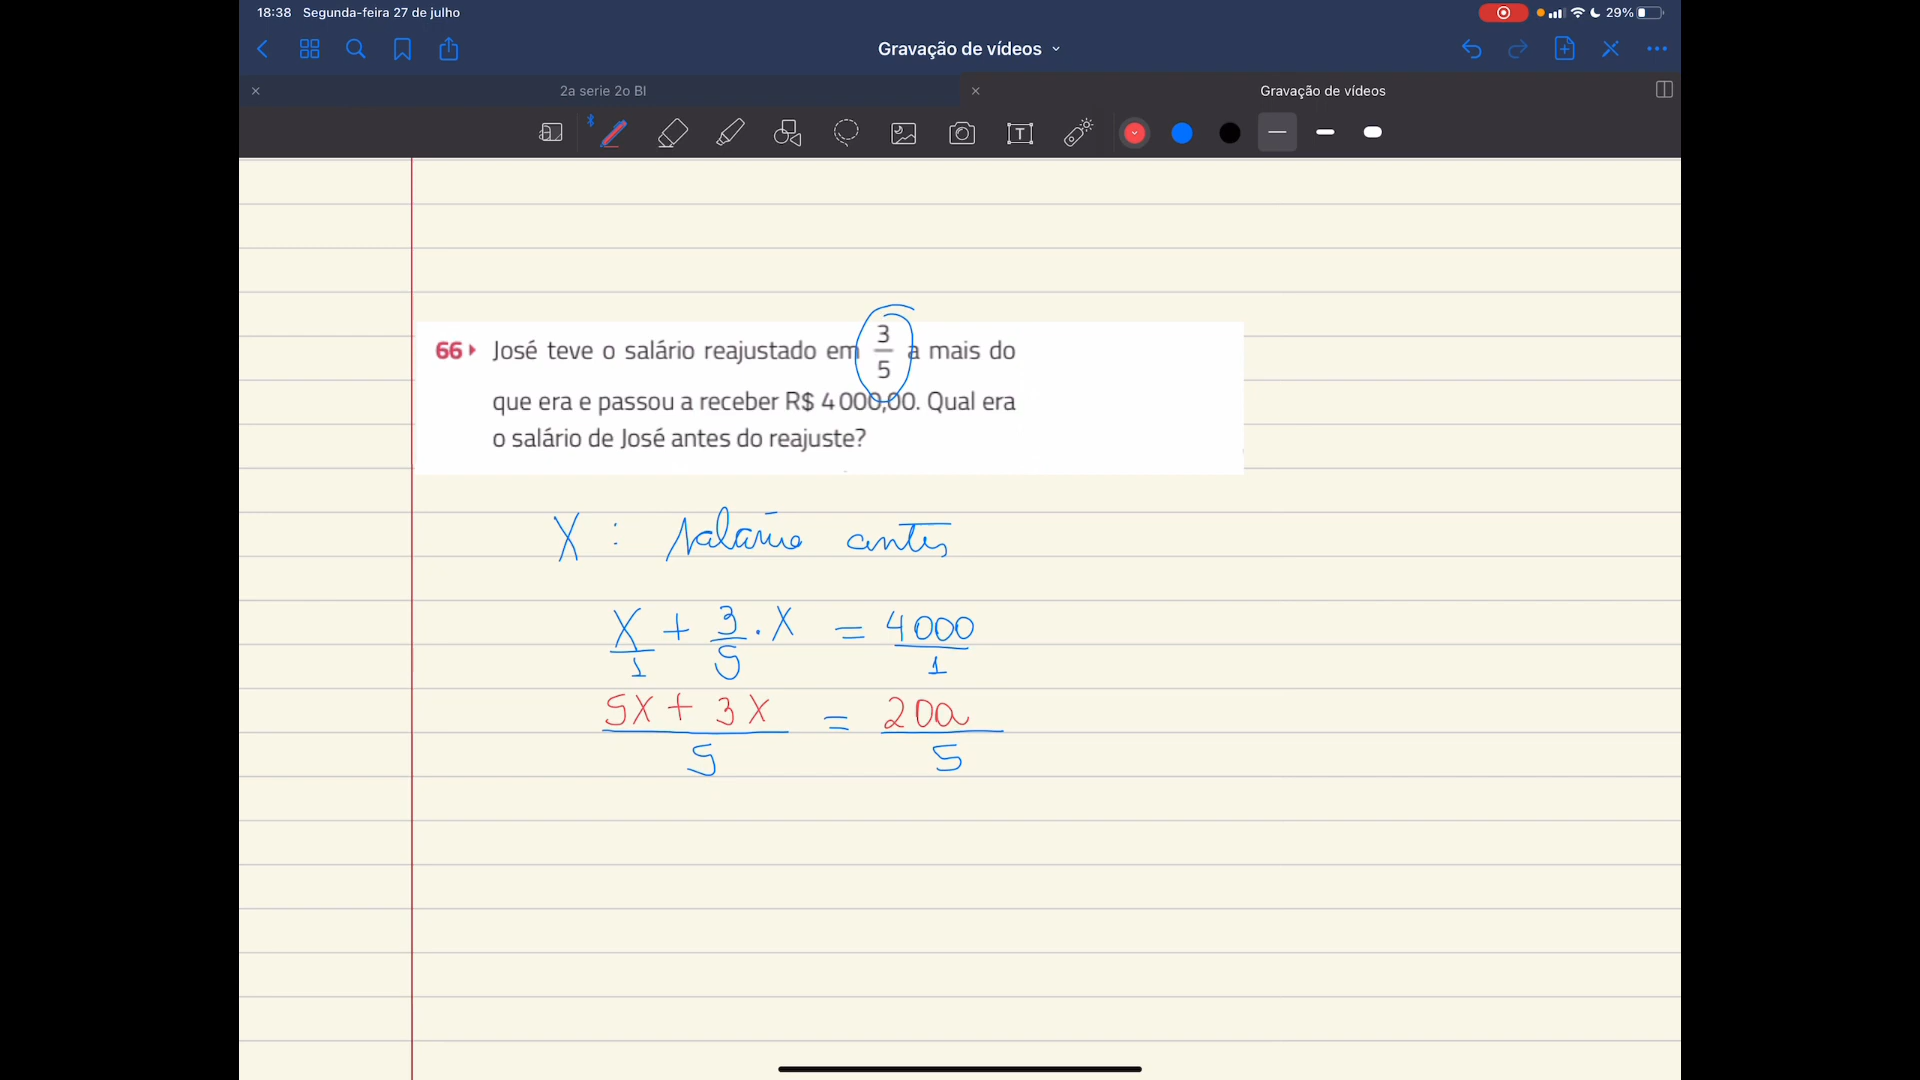 18:38 Segunda-feira 27 de julho
29%
Gravação de vídeos
2a serie 2o BI
Gravação de vídeos
T
66 José teve o salário reajustado em 3/5 a mais do
que era e passou a receber R$ 4 000,00. Qual era
o salário de José antes do reajuste?
X : salário antes
X/1 + 3/5 . X = 4000/1
5X + 3X / 5 = 200 / 5